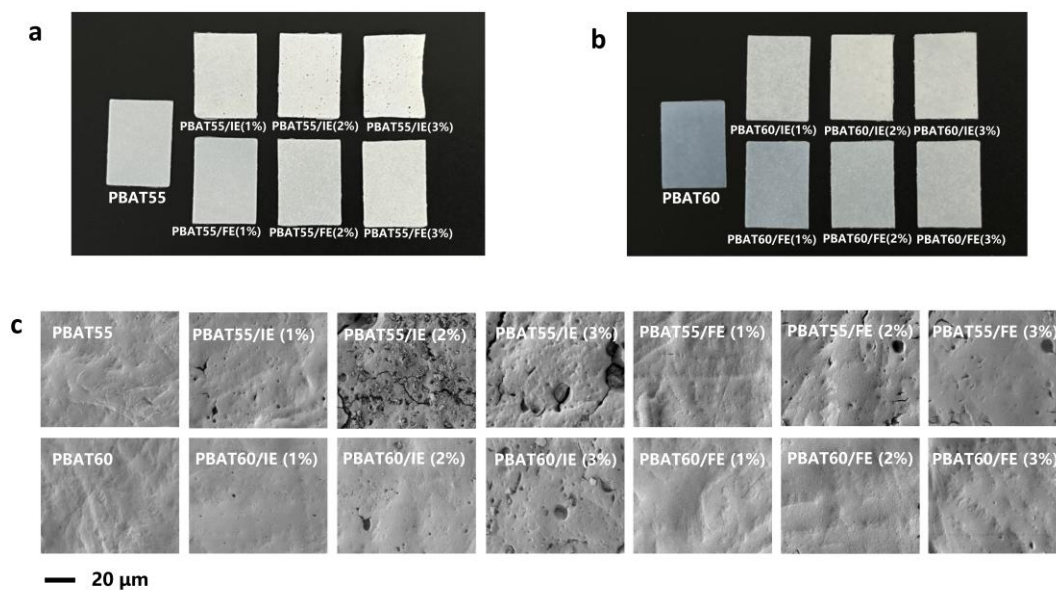 a
PBAT55
PBAT55/IE(1%)
PBAT55/IE(2%)
PBAT55/IE(3%)
PBAT55/FE(1%)
PBAT55/FE(2%)
PBAT55/FE(3%)
b
PBAT60
PBAT60/IE(1%)
PBAT60/IE(2%)
PBAT60/IE(3%)
PBAT60/FE(1%)
PBAT60/FE(2%)
PBAT60/FE(3%)
c
PBAT55
PBAT55/IE (1%)
PBAT55/IE (2%)
PBAT55/IE (3%)
PBAT55/FE (1%)
PBAT55/FE (2%)
PBAT55/FE (3%)
PBAT60
PBAT60/IE (1%)
PBAT60/IE (2%)
PBAT60/IE (3%)
PBAT60/FE (1%)
PBAT60/FE (2%)
PBAT60/FE (3%)
20 μm